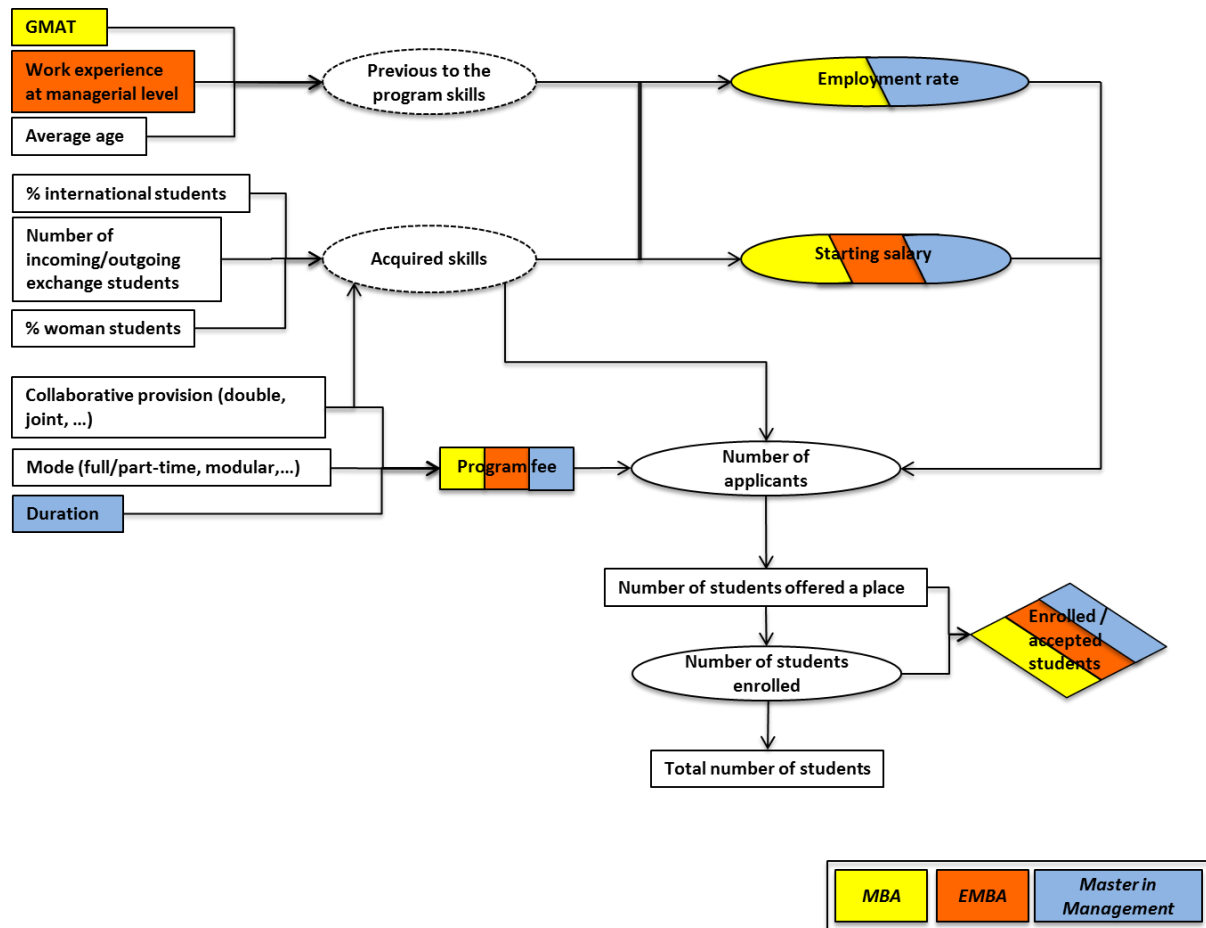 GMAT
Work experience
at managerial level
Average age
Previous to the
program skills
Employment rate
% international students
Number of
incoming/outgoing
exchange students
% woman students
Acquired skills
Starting salary
Collaborative provision (double,
joint, ...)
Mode (full/part-time, modular,...)
Duration
Program fee
Number of
applicants
Number of students offered a place
Number of students
enrolled
Enrolled /
accepted
students
Total number of students
MBA
EMBA
Master in
Management